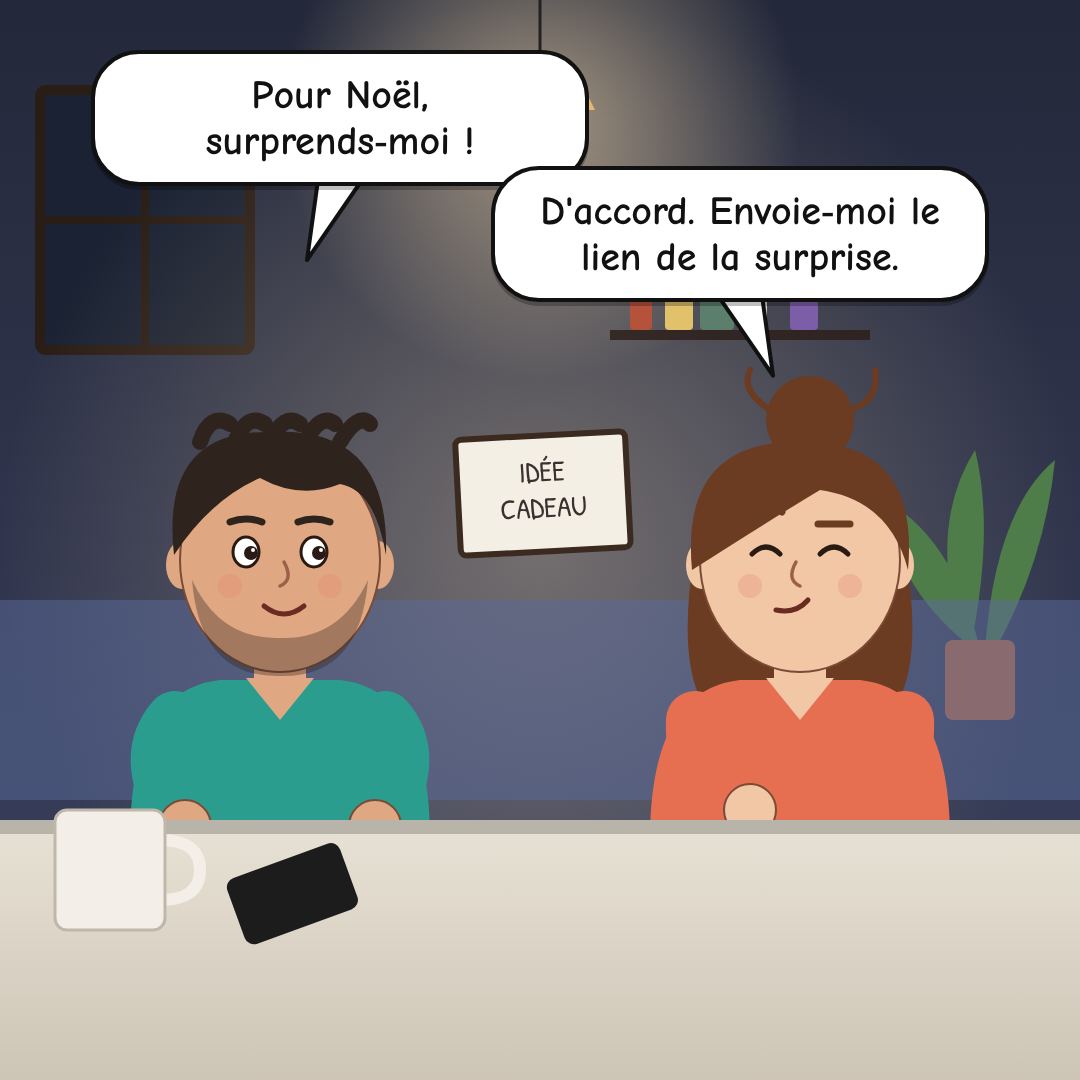 Pour Noël,
surprends-moi !
D'accord. Envoie-moi le
lien de la surprise.
IDÉE
CADEAU